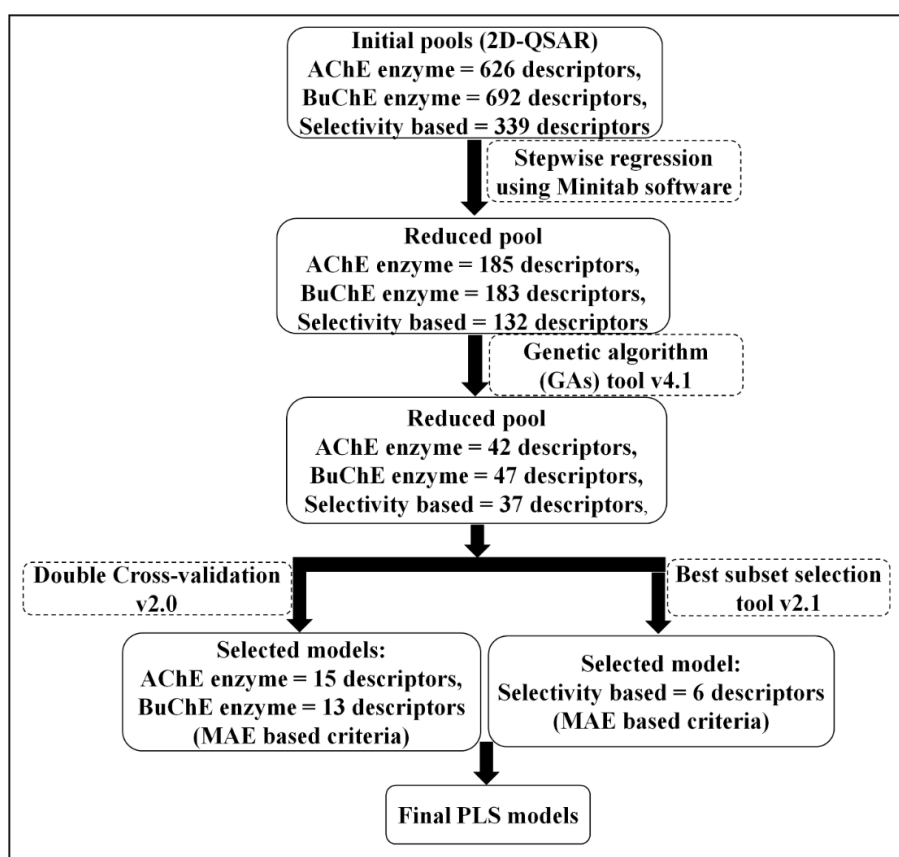 Initial pools (2D-QSAR)
AChE enzyme = 626 descriptors,
BuChE enzyme = 692 descriptors,
Selectivity based = 339 descriptors
Stepwise regression
using Minitab software
Reduced pool
AChE enzyme = 185 descriptors,
BuChE enzyme = 183 descriptors,
Selectivity based = 132 descriptors
Genetic algorithm
(GAs) tool v4.1
Reduced pool
AChE enzyme = 42 descriptors,
BuChE enzyme = 47 descriptors,
Selectivity based = 37 descriptors,
Double Cross-validation
v2.0
Best subset selection
tool v2.1
Selected models:
AChE enzyme = 15 descriptors,
BuChE enzyme = 13 descriptors
(MAE based criteria)
Selected model:
Selectivity based = 6 descriptors
(MAE based criteria)
Final PLS models